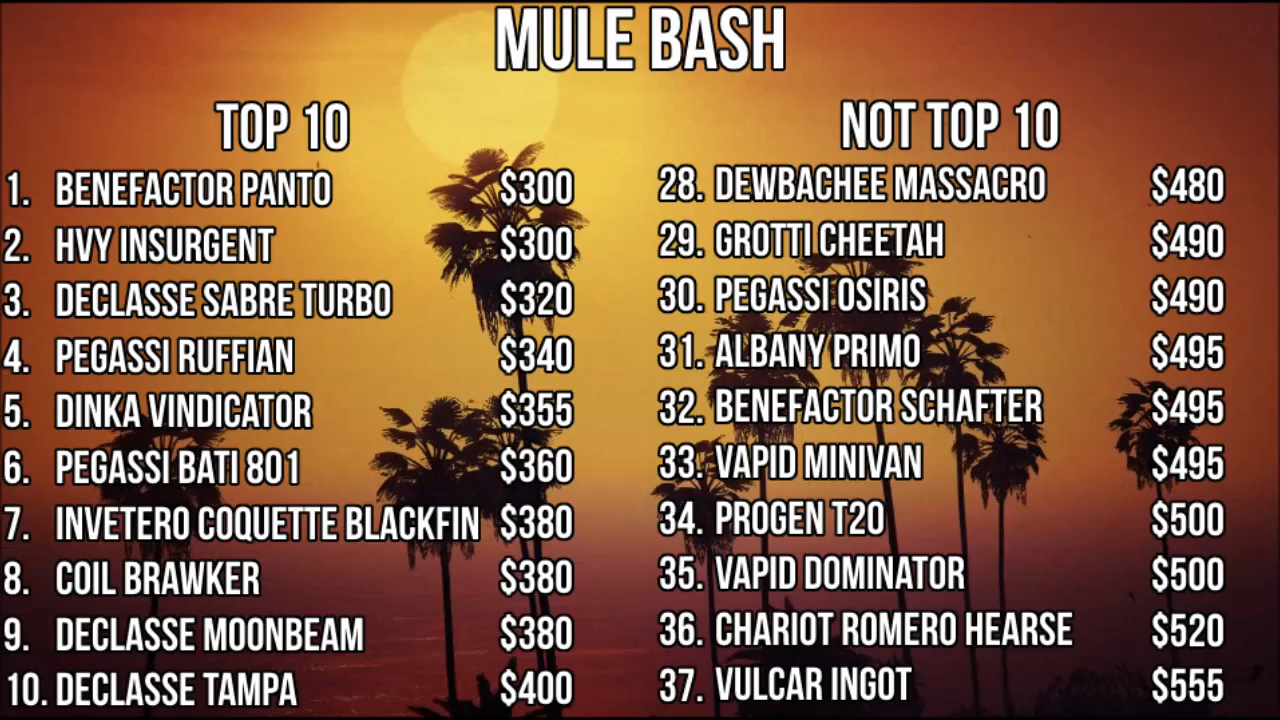 MULE BASH
TOP 10
1. BENEFACTOR PANTO $300
2. HVY INSURGENT $300
3. DECLASSE SABRE TURBO $320
4. PEGASSI RUFFIAN $340
5. DINKA VINDICATOR $355
6. PEGASSI BATI 801 $360
7. INVETERO COQUETTE BLACKFIN $380
8. COIL BRAWKER $380
9. DECLASSE MOONBEAM $380
10. DECLASSE TAMPA $400
NOT TOP 10
28. DEWBACHEE MASSACRO $480
29. GROTTI CHEETAH $490
30. PEGASSI OSIRIS $490
31. ALBANY PRIMO $495
32. BENEFACTOR SCHAFTER $495
33. VAPID MINIVAN $495
34. PROGEN T20 $500
35. VAPID DOMINATOR $500
36. CHARIOT ROMERO HEARSE $520
37. VULCAR INGOT $555